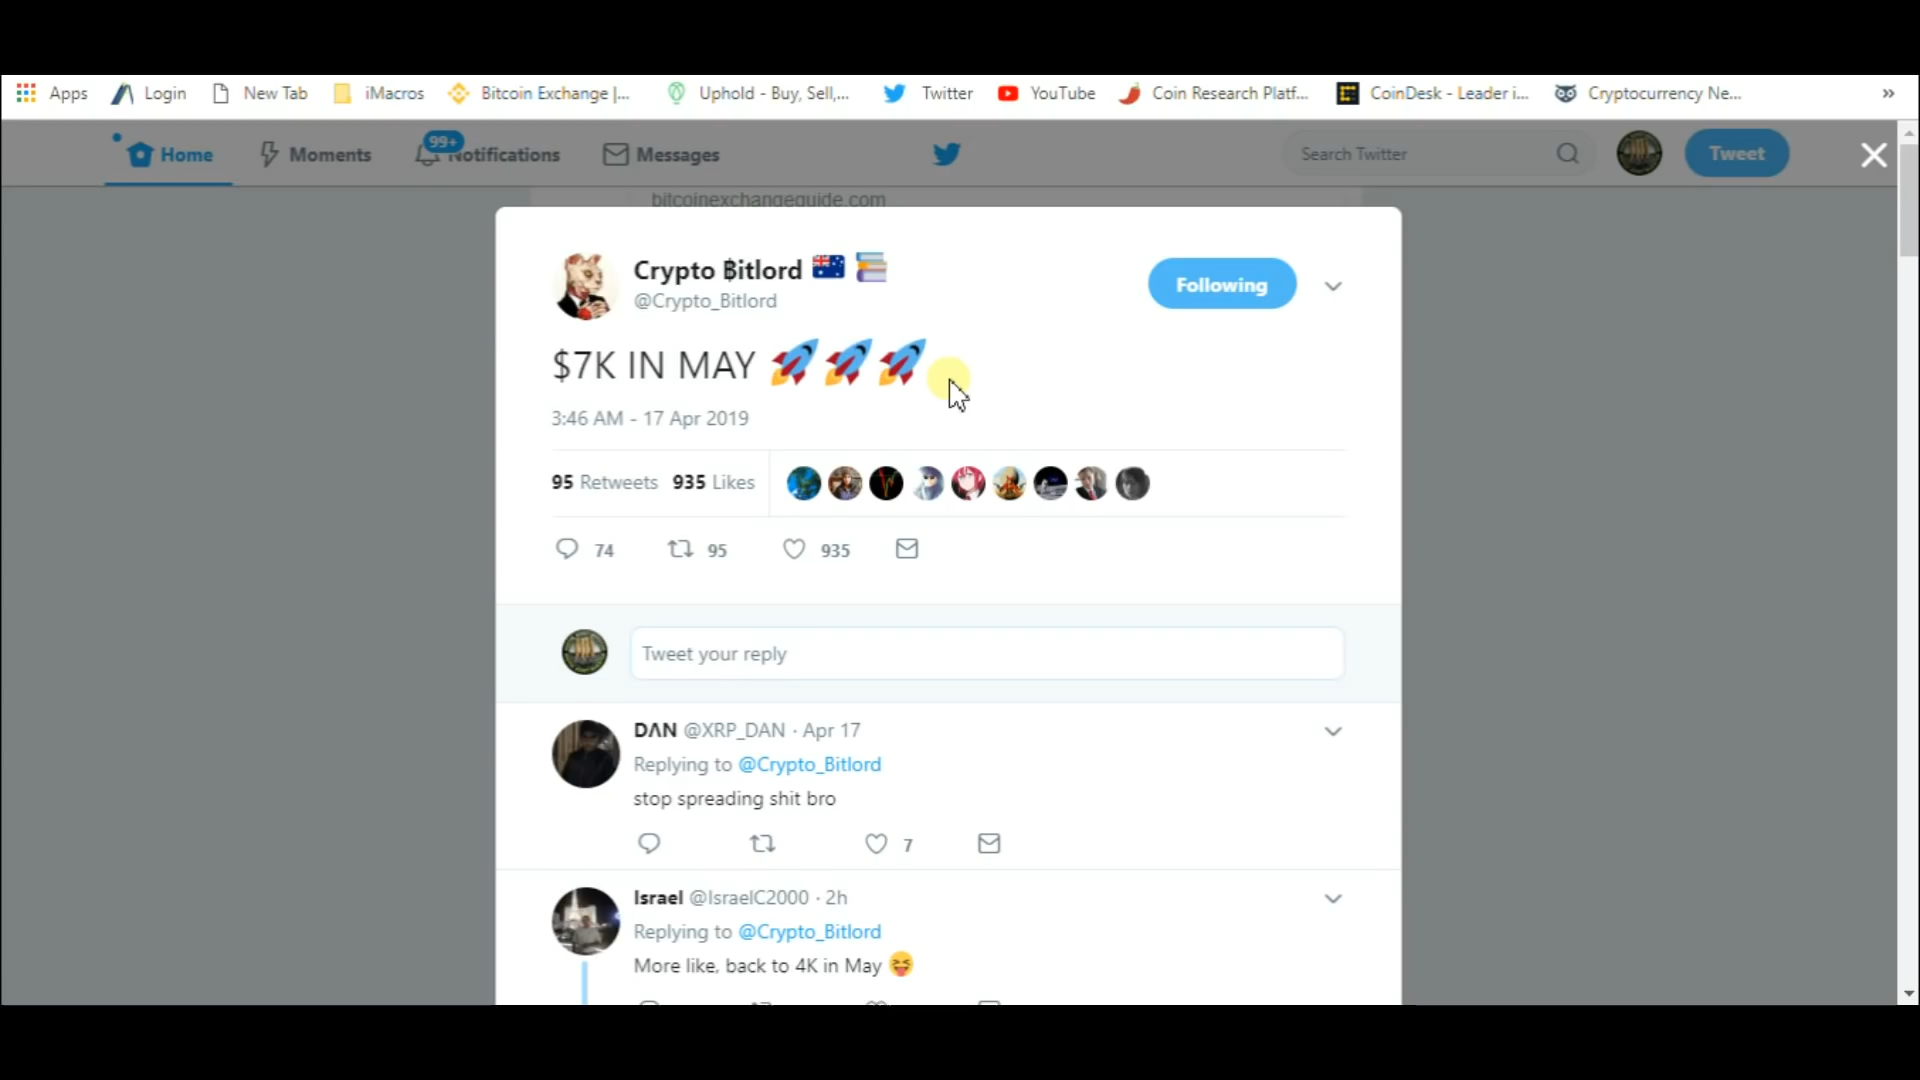 Apps Login New Tab iMacros Bitcoin Exchange |... Uphold - Buy, Sell,... Twitter YouTube Coin Research Platf... CoinDesk - Leader i... Cryptocurrency Ne... »
Home Moments 99+ Notifications Messages Search Twitter Tweet
bitcoinexchangeguide.com
Crypto ₿itlord 🇦🇺 📚
@Crypto_Bitlord
Following
$7K IN MAY 🚀🚀🚀
3:46 AM - 17 Apr 2019
95 Retweets 935 Likes
74 95 935
Tweet your reply
DΛN @XRP_DAN · Apr 17
Replying to @Crypto_Bitlord
stop spreading shit bro
7
Israel @IsraelC2000 · 2h
Replying to @Crypto_Bitlord
More like, back to 4K in May 😝